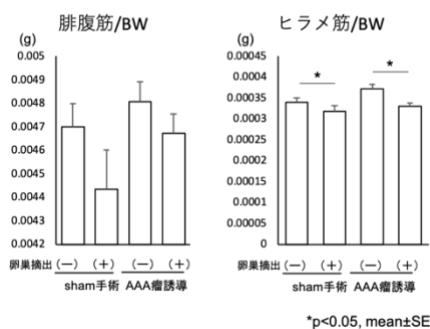 腓腹筋/BW
(g)
0.005
0.0049
0.0048
0.0047
0.0046
0.0045
0.0044
0.0043
0.0042
卵巣摘出 (—) (+) (—) (+)
sham手術 AAA瘤誘導
ヒラメ筋/BW
(g)
0.00045
0.0004
0.00035
0.0003
0.00025
0.0002
0.00015
0.0001
0.00005
0
* *
卵巣摘出 (—) (+) (—) (+)
sham手術 AAA瘤誘導
*p<0.05, mean±SE